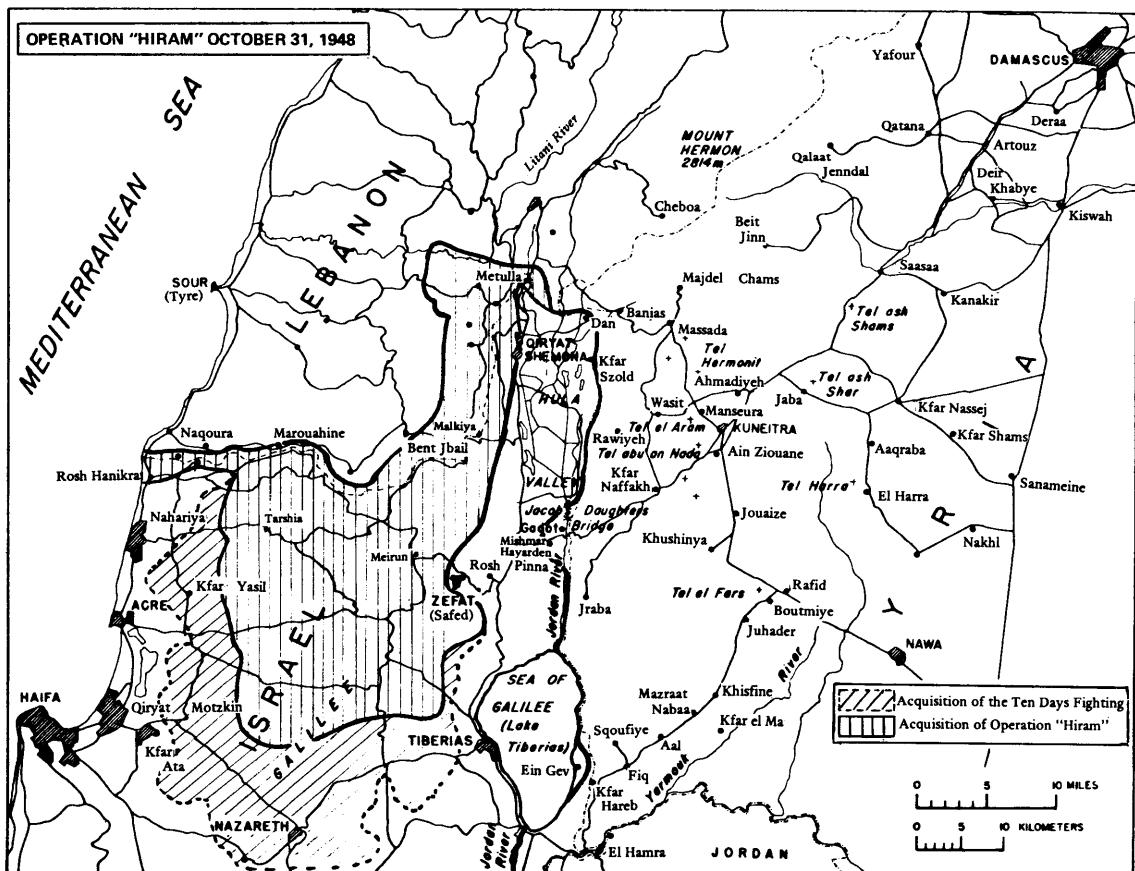 OPERATION "HIRAM" OCTOBER 31, 1948
MEDITERRANEAN SEA
LEBANON
Litani River
MOUNT
HERMON
2814m
Yafour
DAMASCUS
Deraa
Qatana
Artouz
Qalaat
Jenndal
Deir
Khabye
Kiswah
Cheboa
Beit
Jinn
Saasaa
SOUR
(Tyre)
Metulla
Majdel Chams
Kanakir
Banjas
Dan
Massada
Tel ash
Shams
QIRYAT
SHEMONA
Kfar
Szold
Tel
Hermonit
Ahmadiyeh
Tel ash
Sher
Jaba
HULA
VALLEY
Wasit
Manseura
Kfar Nassej
Naqoura
Marouahine
Malkiya
Bent Jbail
Tel el Aram
KUNEITRA
Kfar Shams
Rawiyeh
Tel abu on Nada
Ain Ziouane
Aaqraba
Rosh Hanikra
Kfar
Naffakh
Tel Harra
El Harra
Sanameine
Nahariya
Tarshia
Jacob Daughters
Bridge
Gadot
Jouaize
Mishmar
Hayarden
Meirun
Rosh
Pinna
Khushinya
Nakhl
Kfar Yasil
ZEFAT
(Safed)
Jordan River
Jraba
Tel el Fars
Rafid
Boutmiye
ACRE
Juhader
NAWA
ISRAEL
GALILEE
SEA OF
GALILEE
(Lake
Tiberias)
River
Yarmouk
HAIFA
Qiryat Motzkin
Mazraat
Nabaa
Khisfine
Kfar el Ma
Kfar
Ata
TIBERIAS
Sqoufiye
Aal
Ein Gev
Fiq
Kfar
Hareb
NAZARETH
Jordan
River
El Hamra
JORDAN
R
A
Y
Acquisition of the Ten Days Fighting
Acquisition of Operation "Hiram"
0 5 10 MILES
0 5 10 KILOMETERS